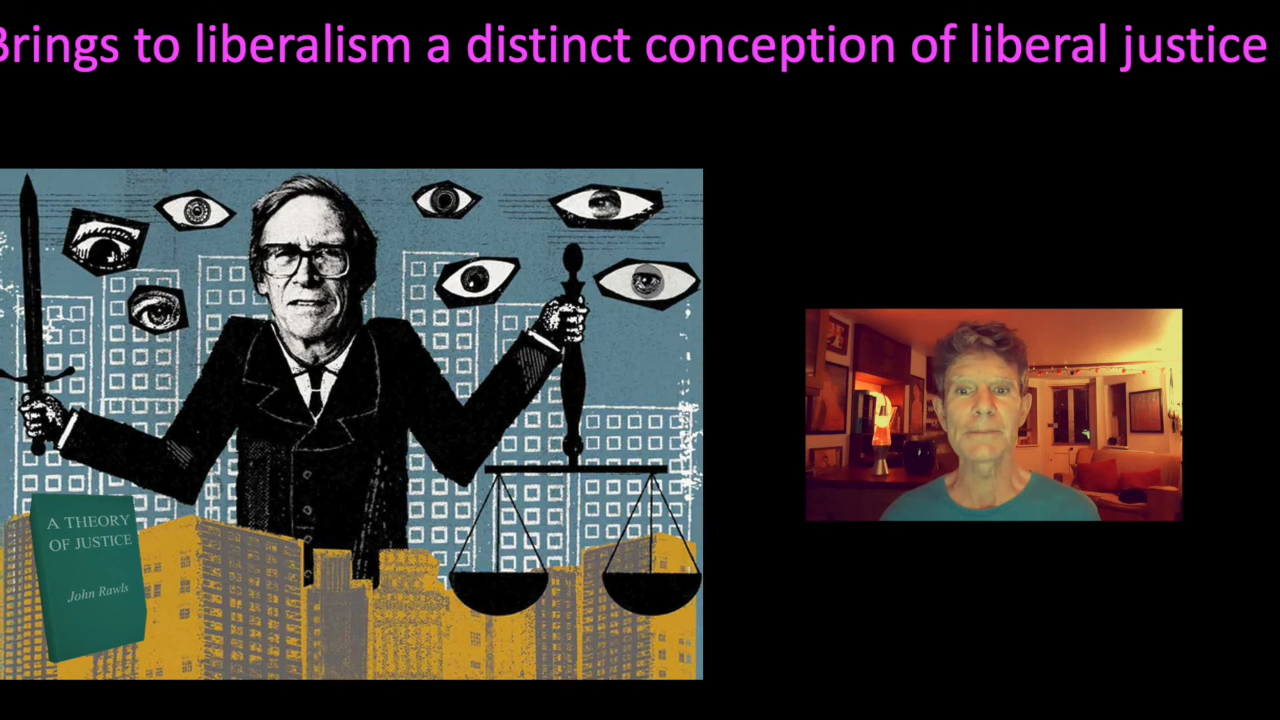 Brings to liberalism a distinct conception of liberal justice
A THEORY
OF JUSTICE
John Rawls